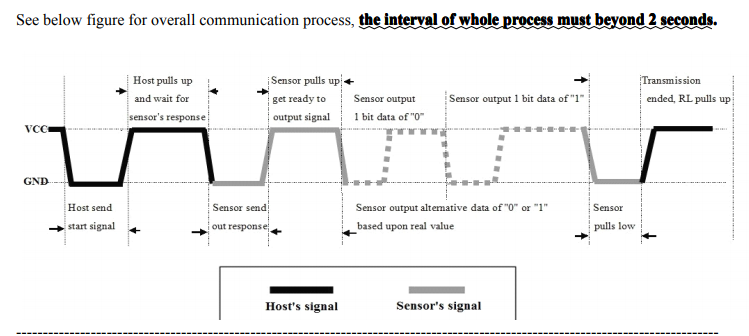 See below figure for overall communication process, the interval of whole process must beyond 2 seconds.
Host pulls up
and wait for
sensor's response
Sensor pulls up
get ready to
output signal
Sensor output
1 bit data of "0"
Sensor output 1 bit data of "1"
Transmission
ended, RL pulls up
VCC
GND
Host send
start signal
Sensor send
out response
Sensor output alternative data of "0" or "1"
based upon real value
Sensor
pulls low
Host's signal
Sensor's signal